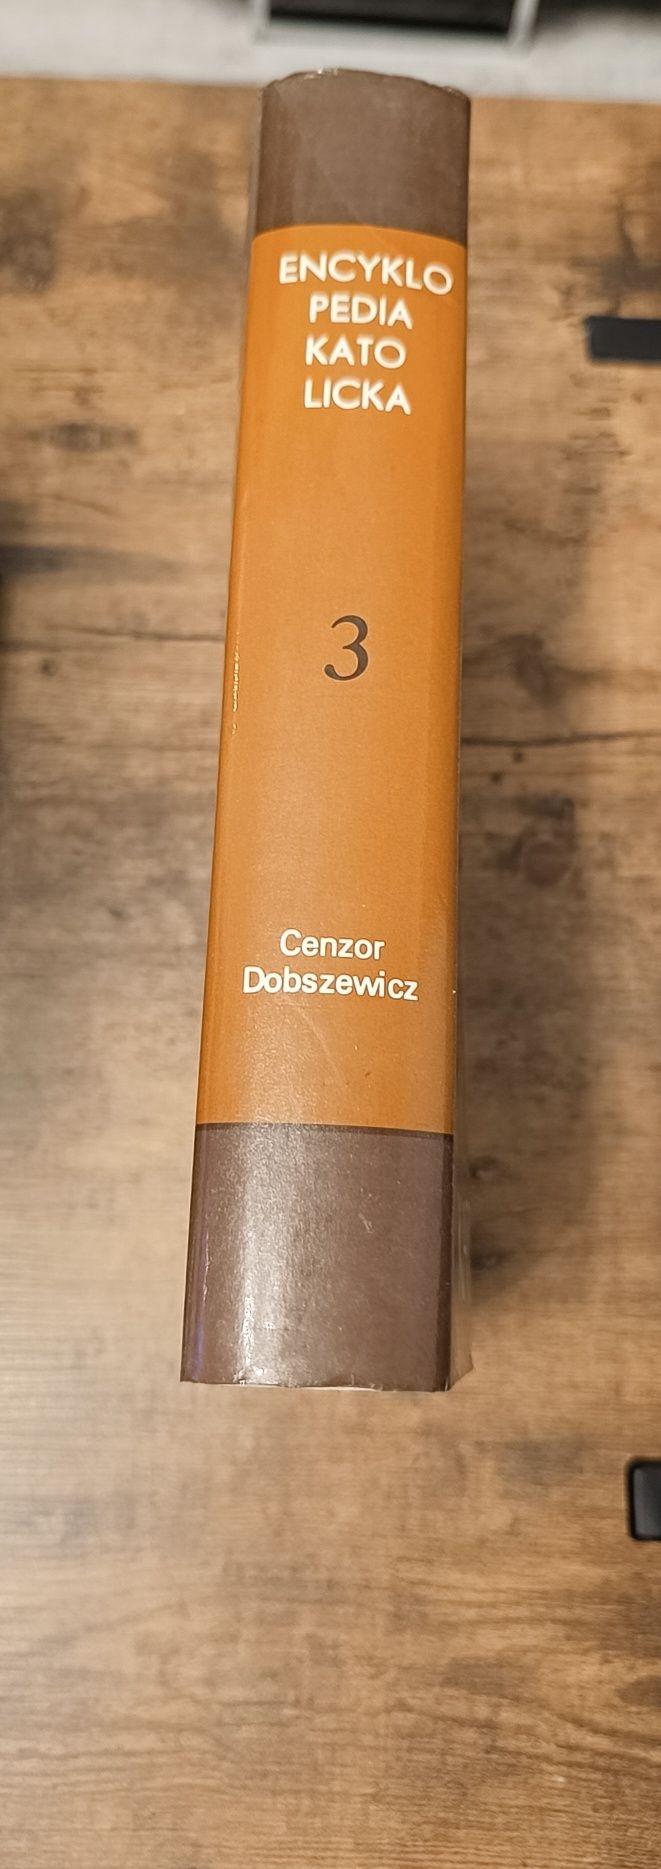 ENCYKLO
PEDIA
KATO
LICKA
3
Cenzor
Dobszewicz